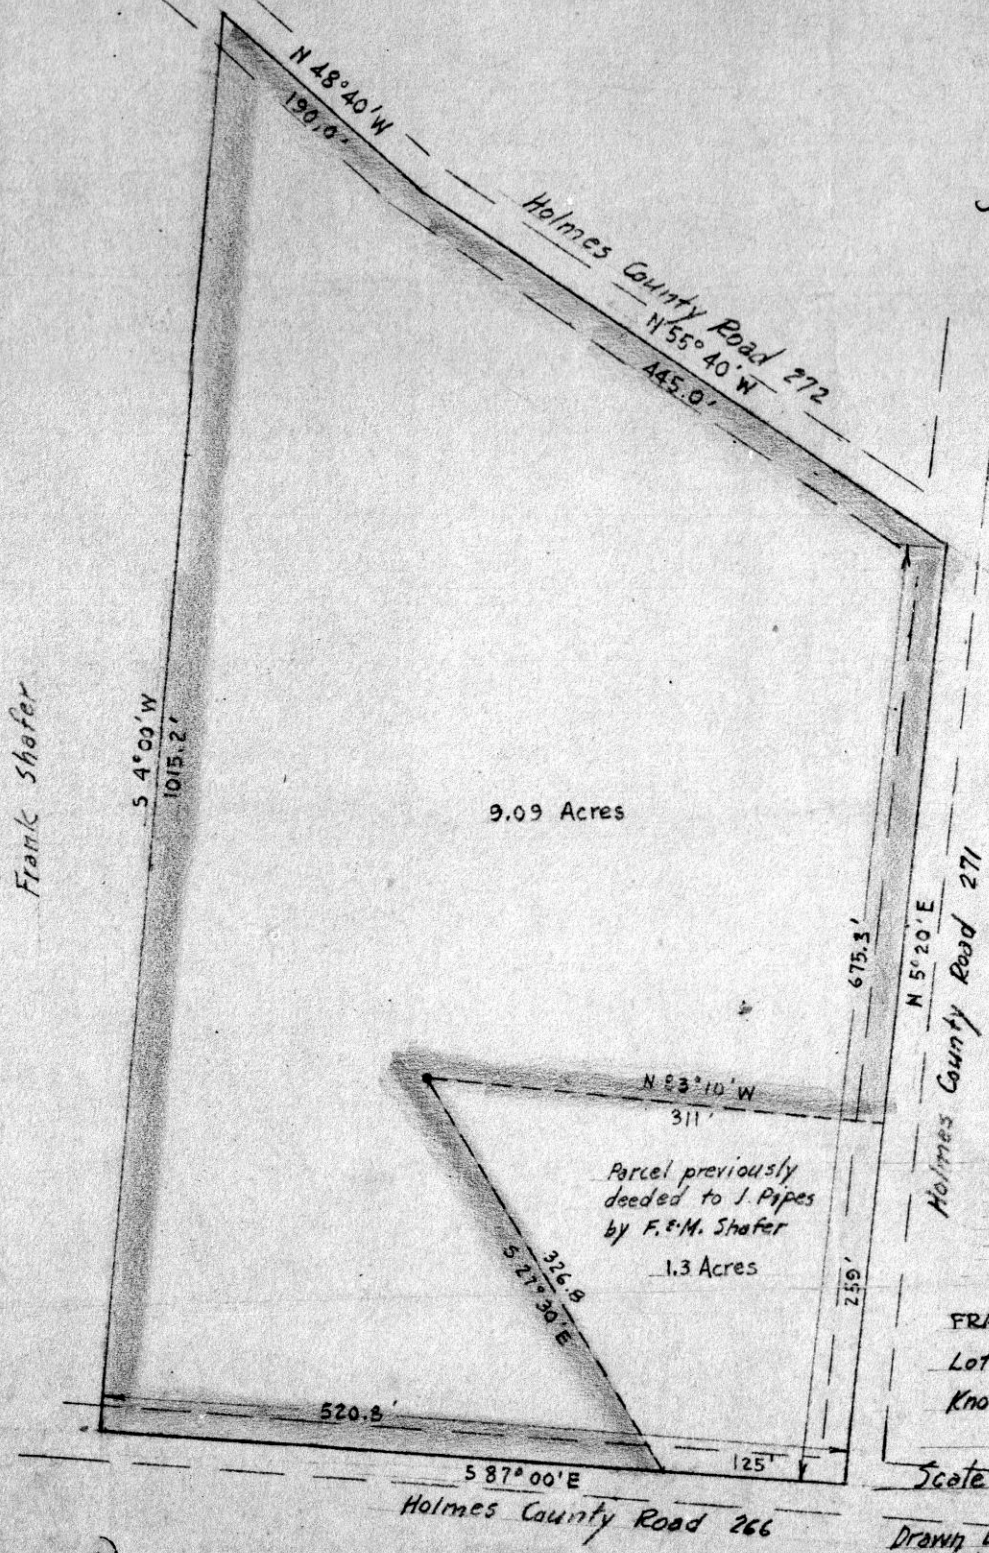 N 48°40'W
190.0'
Holmes County Road 272
N 55°40'W
445.0'
Frank Shafer
S 4°00'W
1015.2'
9.09 Acres
675.3'
N 5°20'E
Holmes County Road 271
N 83°10'W
311'
Parcel previously
deeded to J. Pipes
by F. & M. Shafer
1.3 Acres
326.8
S 27°30'E
259'
FRA
Lot
Kno
520.8'
125'
S 87°00'E
Scale
Holmes County Road 266
Drawn